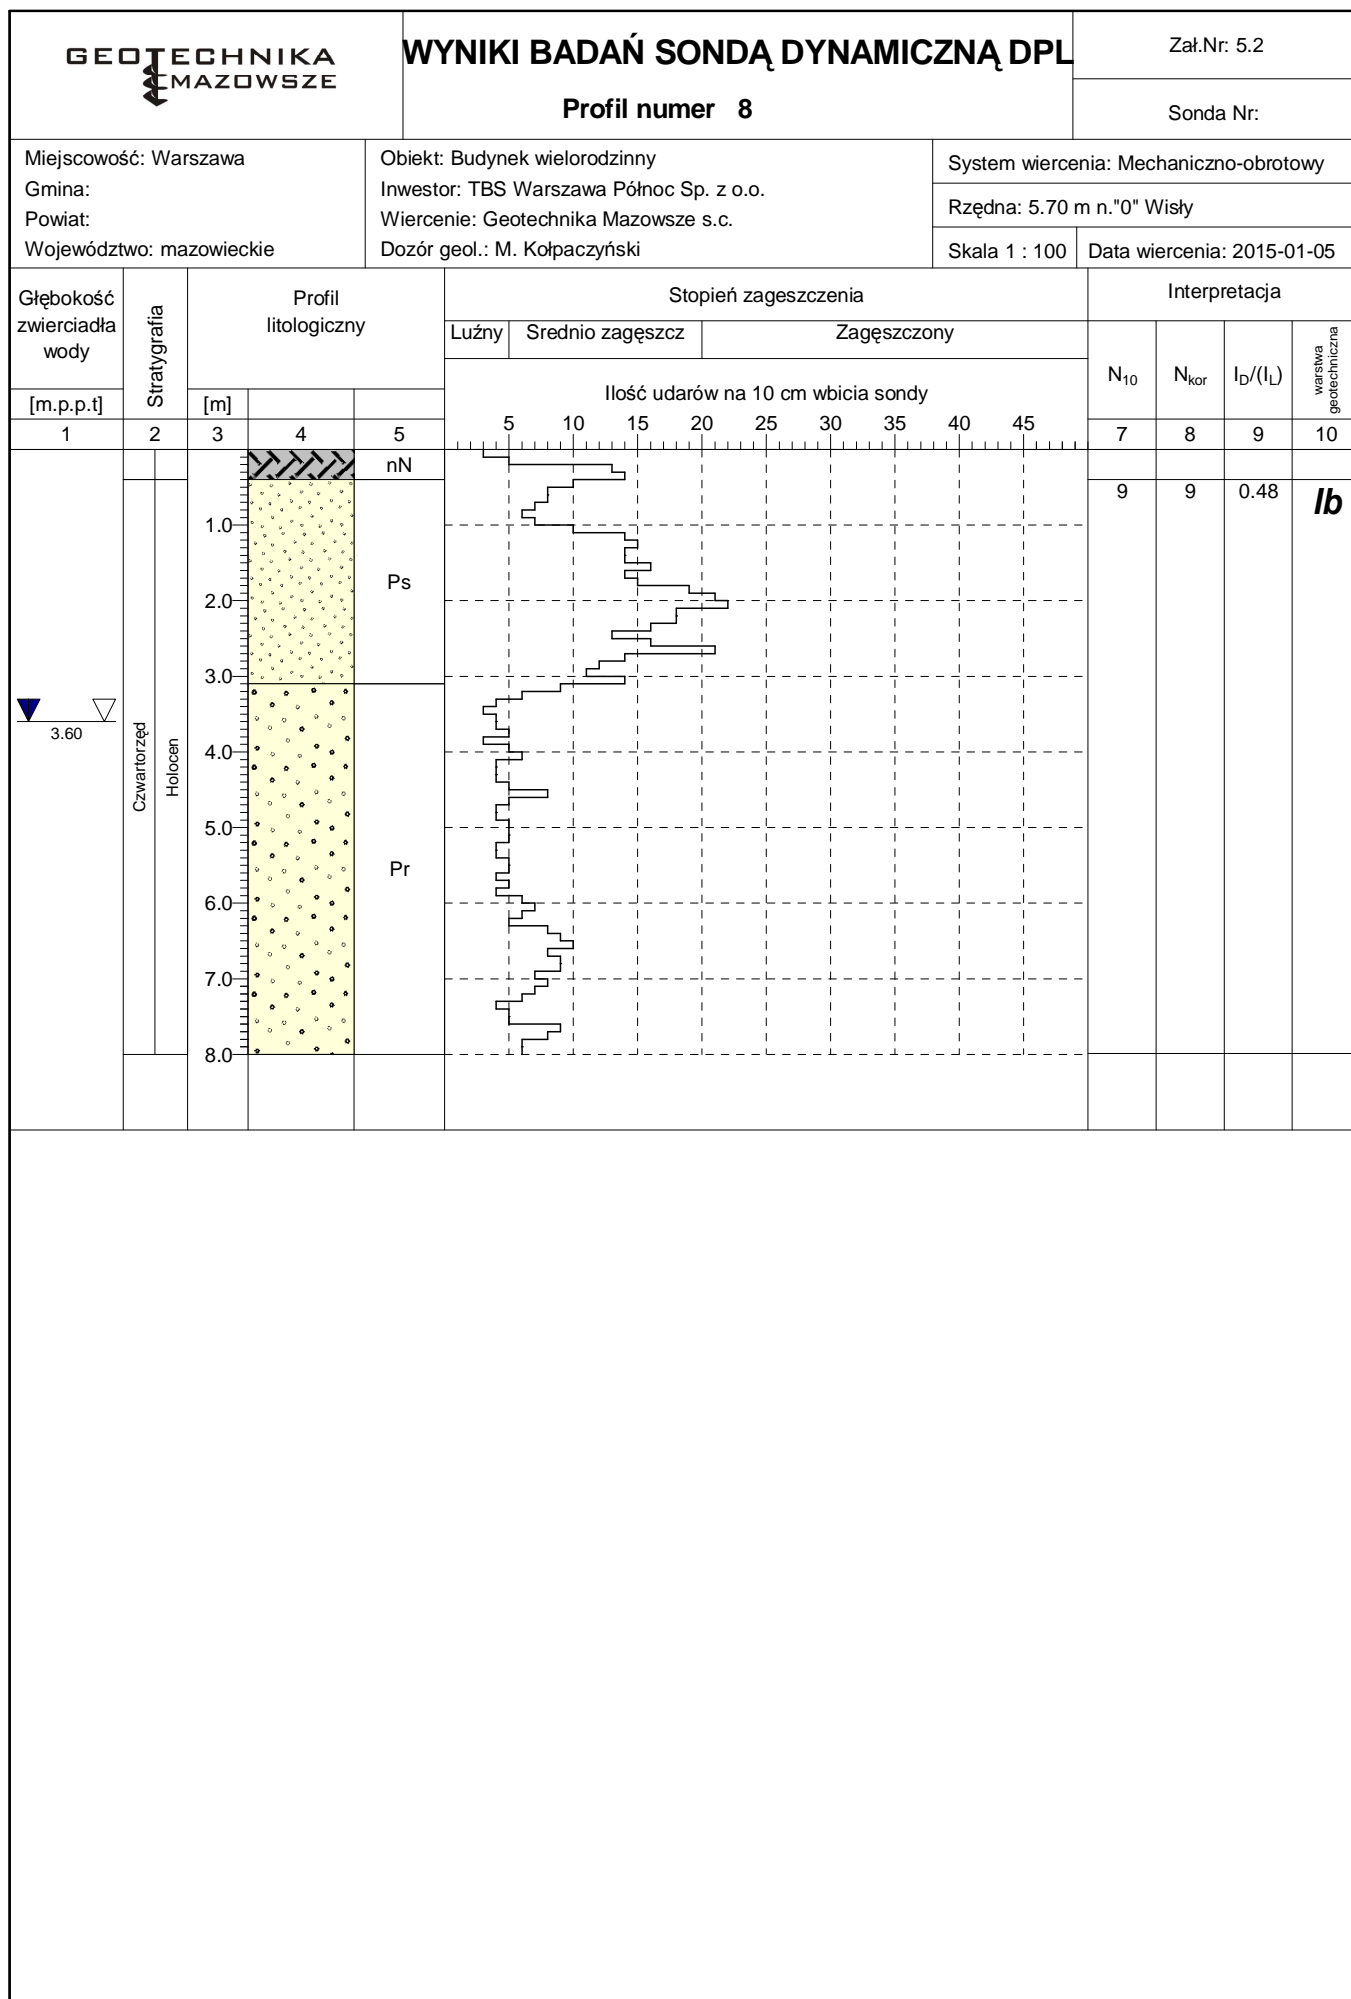 GEOTECHNIKA
MAZOWSZE
WYNIKI BADAŃ SONDĄ DYNAMICZNĄ DPL
Profil numer 8
Zał.Nr: 5.2
Sonda Nr:
Miejscowość: Warszawa
Gmina:
Powiat:
Województwo: mazowieckie
Obiekt: Budynek wielorodzinny
Inwestor: TBS Warszawa Północ Sp. z o.o.
Wiercenie: Geotechnika Mazowsze s.c.
Dozór geol.: M. Kołpaczyński
System wiercenia: Mechaniczno-obrotowy
Rzędna: 5.70 m n."0" Wisły
Skala 1 : 100
Data wiercenia: 2015-01-05
Głębokość
zwierciadła
wody
[m.p.p.t]
Stratygrafia
Profil
litologiczny
[m]
Stopień zageszczenia
Luźny
Srednio zagęszcz
Zagęszczony
Ilość udarów na 10 cm wbicia sondy
5 10 15 20 25 30 35 40 45
Interpretacja
N10
Nkor
ID/(IL)
warstwa
geotechniczna
1 2 3 4 5 7 8 9 10
nN
9 9 0.48 Ib
1.0
Ps
2.0
3.0
3.60
Czwartorzęd
Holocen
4.0
5.0
Pr
6.0
7.0
8.0